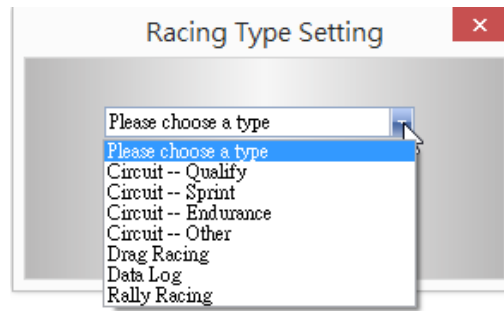 Racing Type Setting
Please choose a type
Please choose a type
Circuit -- Qualify
Circuit -- Sprint
Circuit -- Endurance
Circuit -- Other
Drag Racing
Data Log
Rally Racing